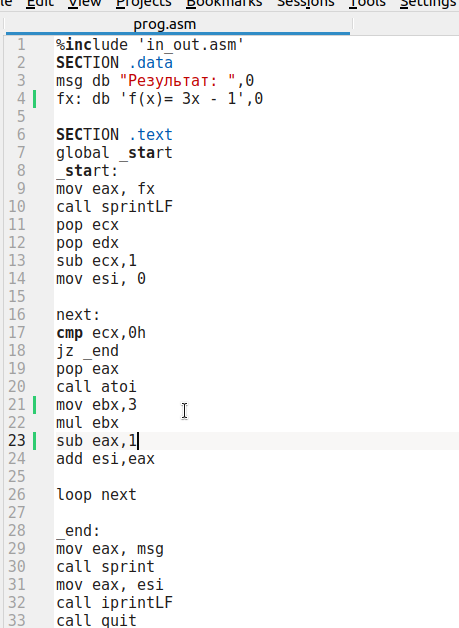 le Edit View Projects Bookmarks Sessions Tools Settings
prog.asm
1 %include 'in_out.asm'
2 SECTION .data
3 msg db "Результат: ",0
4 fx: db 'f(x)= 3x - 1',0
5
6 SECTION .text
7 global _start
8 _start:
9 mov eax, fx
10 call sprintLF
11 pop ecx
12 pop edx
13 sub ecx,1
14 mov esi, 0
15
16 next:
17 cmp ecx,0h
18 jz _end
19 pop eax
20 call atoi
21 mov ebx,3
22 mul ebx
23 sub eax,1
24 add esi,eax
25
26 loop next
27
28 _end:
29 mov eax, msg
30 call sprint
31 mov eax, esi
32 call iprintLF
33 call quit